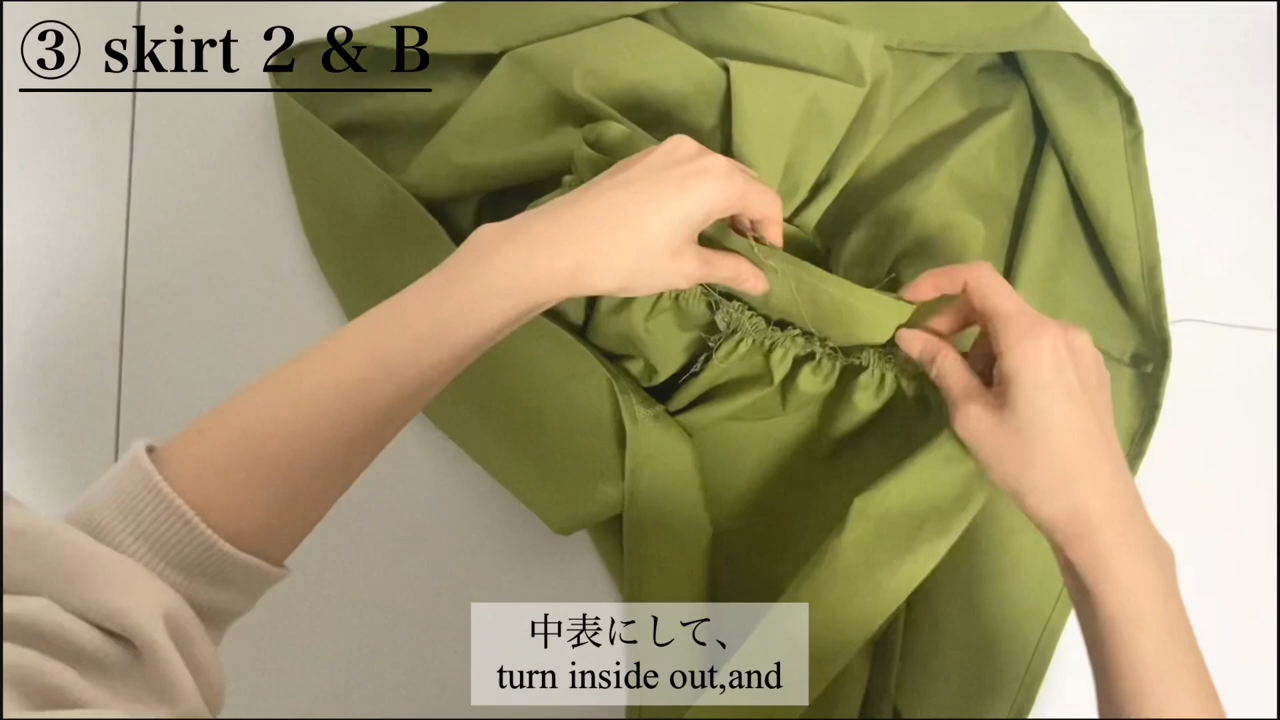 ③ skirt 2 & B
中表にして、
turn inside out,and